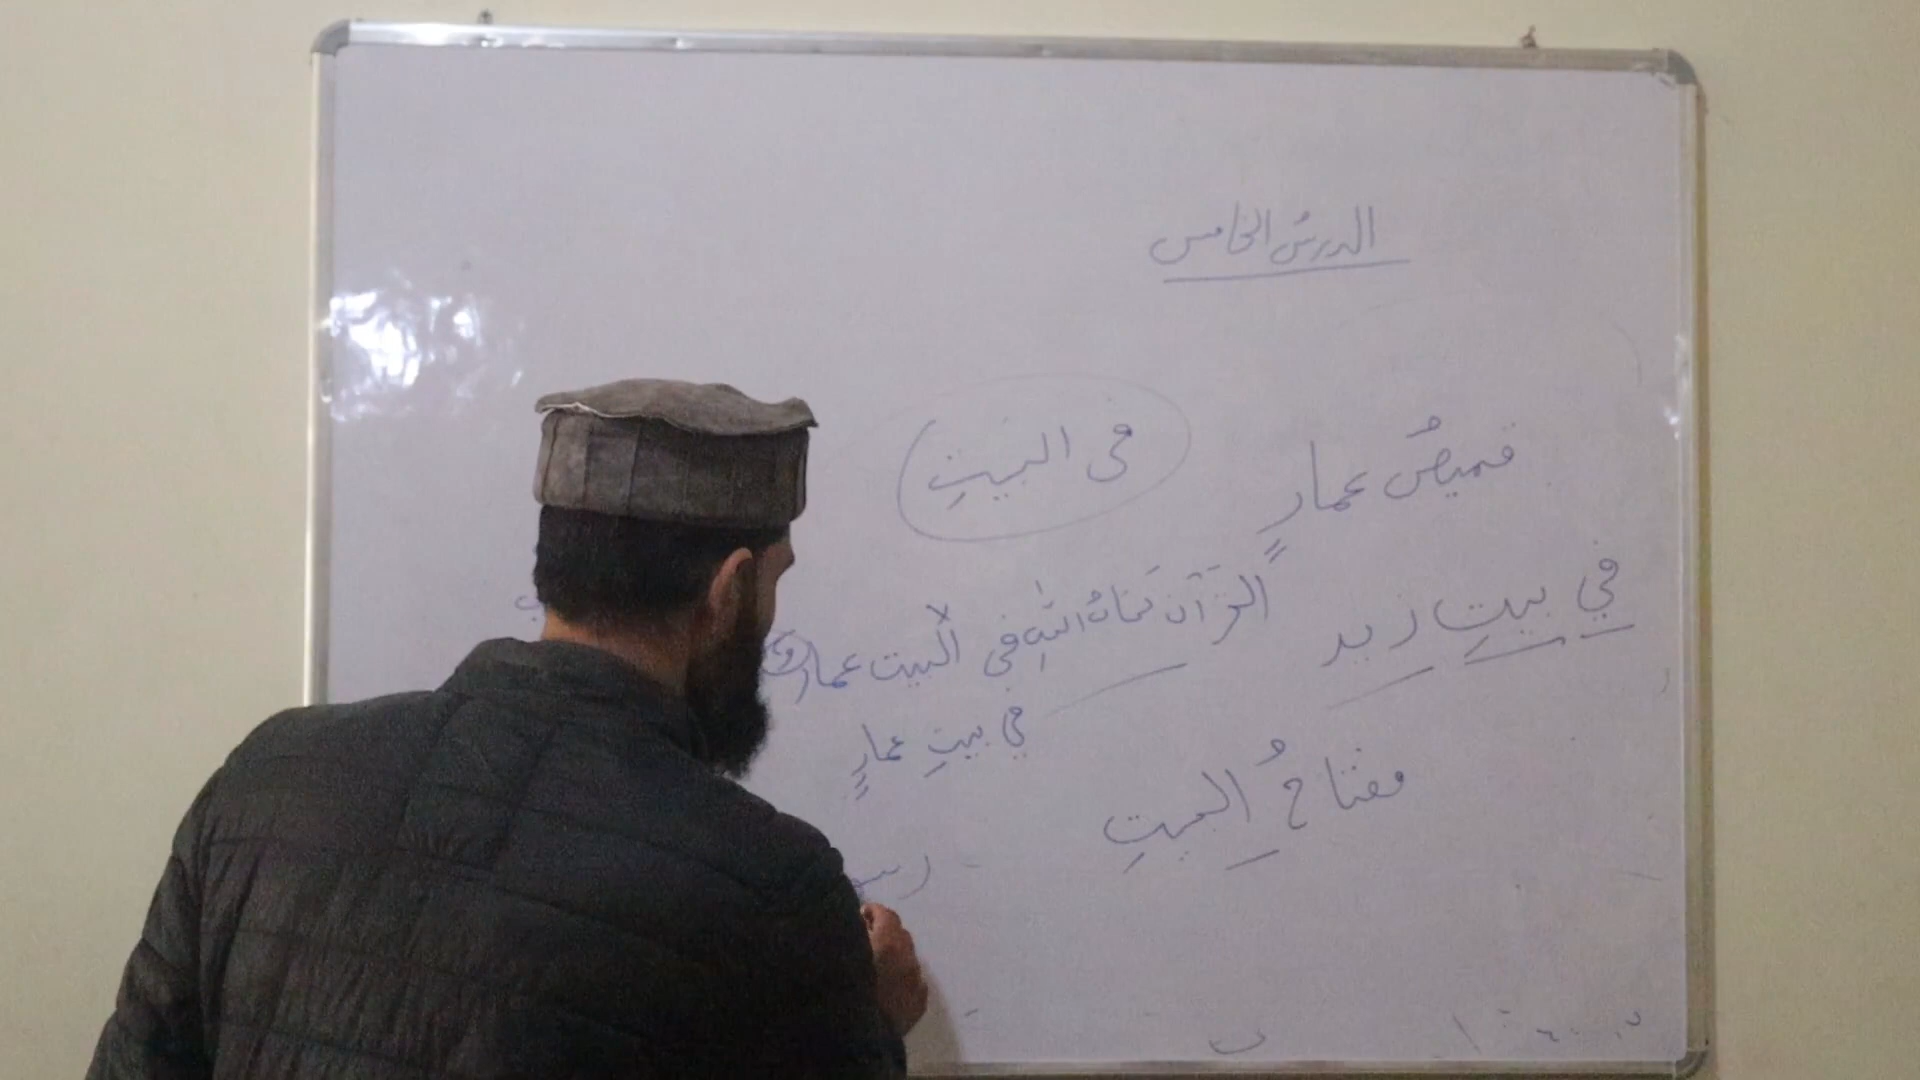 الدرسُ الخامس
قميصُ عمارٍ
في البيتِ
في بيتِ زيد
القرآن كتابُ اللهِ في البيت عمار
في بيتِ عمارٍ
مفتاحُ البيتِ